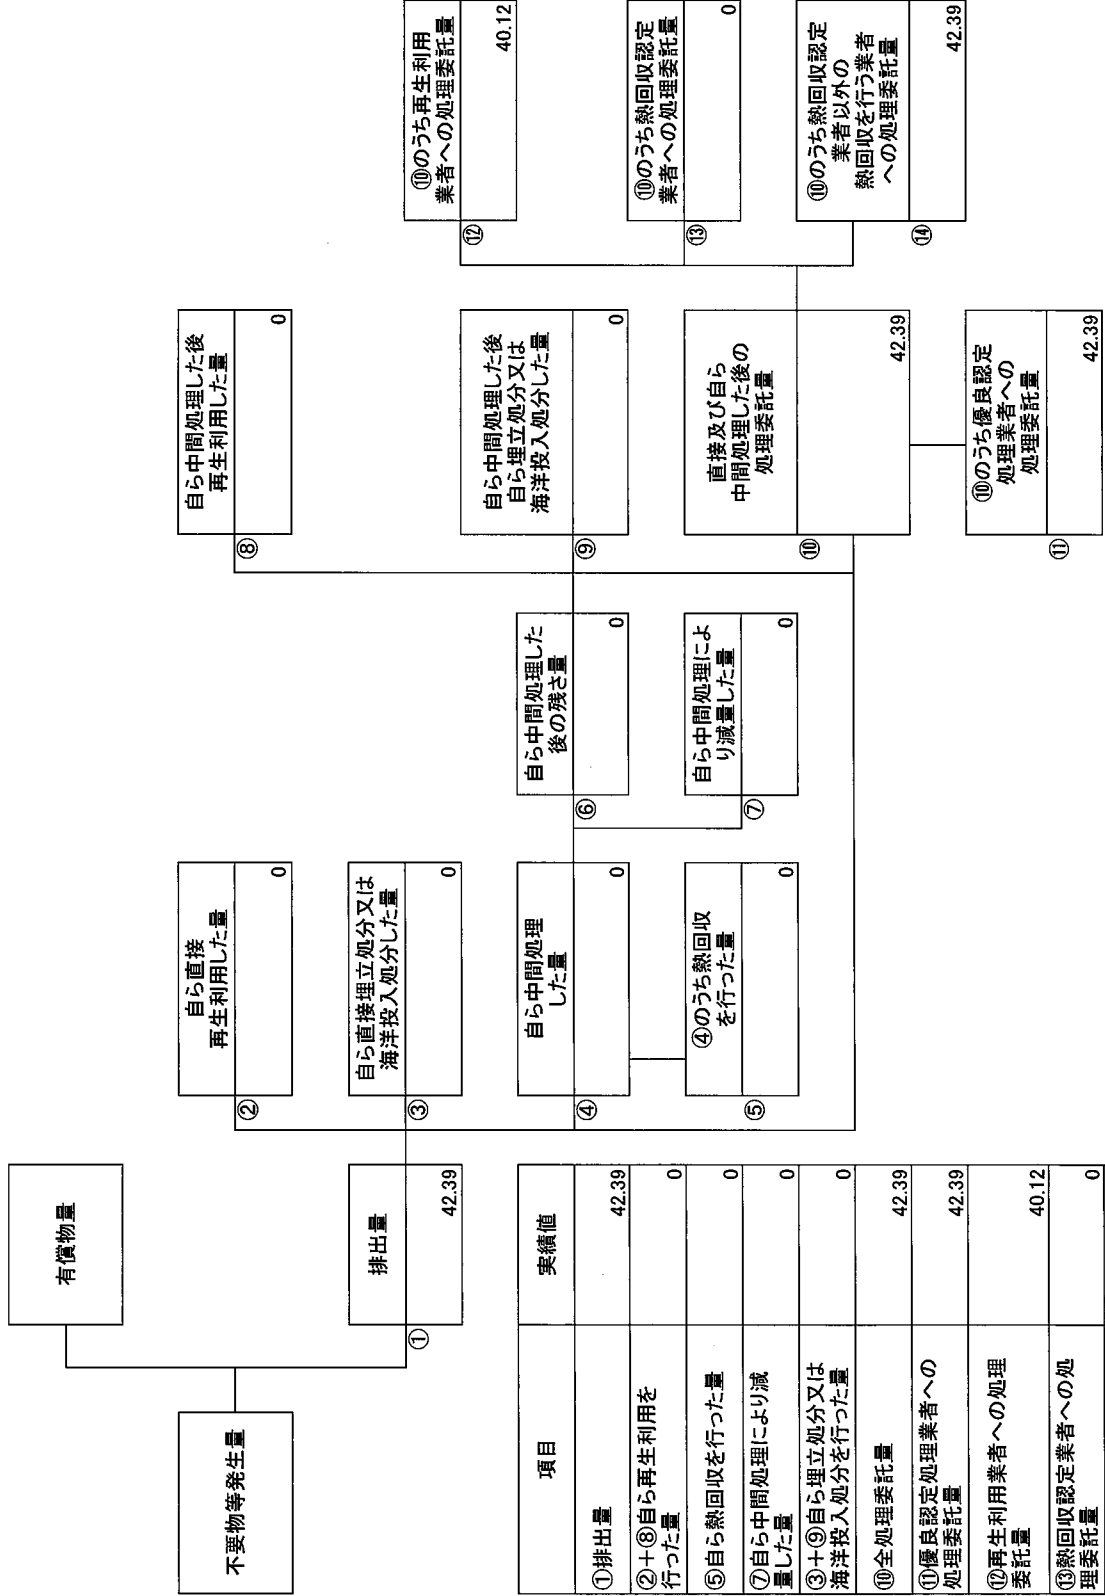 不要物等発生量
有償物量
排出量
①
42.39
自ら直接
再生利用した量
②
0
自ら直接埋立処分又は
海洋投入処分した量
③
0
自ら中間処理
した量
④
0
④のうち熱回収
を行った量
⑤
0
自ら中間処理した
後の残さ量
⑥
0
自ら中間処理によ
り減量した量
⑦
0
自ら中間処理した後
再生利用した量
⑧
0
自ら中間処理した後
自ら埋立処分又は
海洋投入処分した量
⑨
0
直接及び自ら
中間処理した後の
処理委託量
⑩
42.39
⑩のうち優良認定
処理業者への
処理委託量
⑪
42.39
⑩のうち再生利用
業者への処理委託量
⑫
40.12
⑩のうち熱回収認定
業者への処理委託量
⑬
0
⑩のうち熱回収認定
業者以外の
熱回収を行う業者
への処理委託量
⑭
42.39
項目 実績値
①排出量 42.39
②+⑧自ら再生利用を
行った量 0
⑤自ら熱回収を行った量 0
⑦自ら中間処理により減
量した量 0
③+⑨自ら埋立処分又は
海洋投入処分を行った量 0
⑩全処理委託量 42.39
⑪優良認定処理業者への
処理委託量 42.39
⑫再生利用業者への処理
委託量 40.12
⑬熱回収認定業者への処
理委託量 0